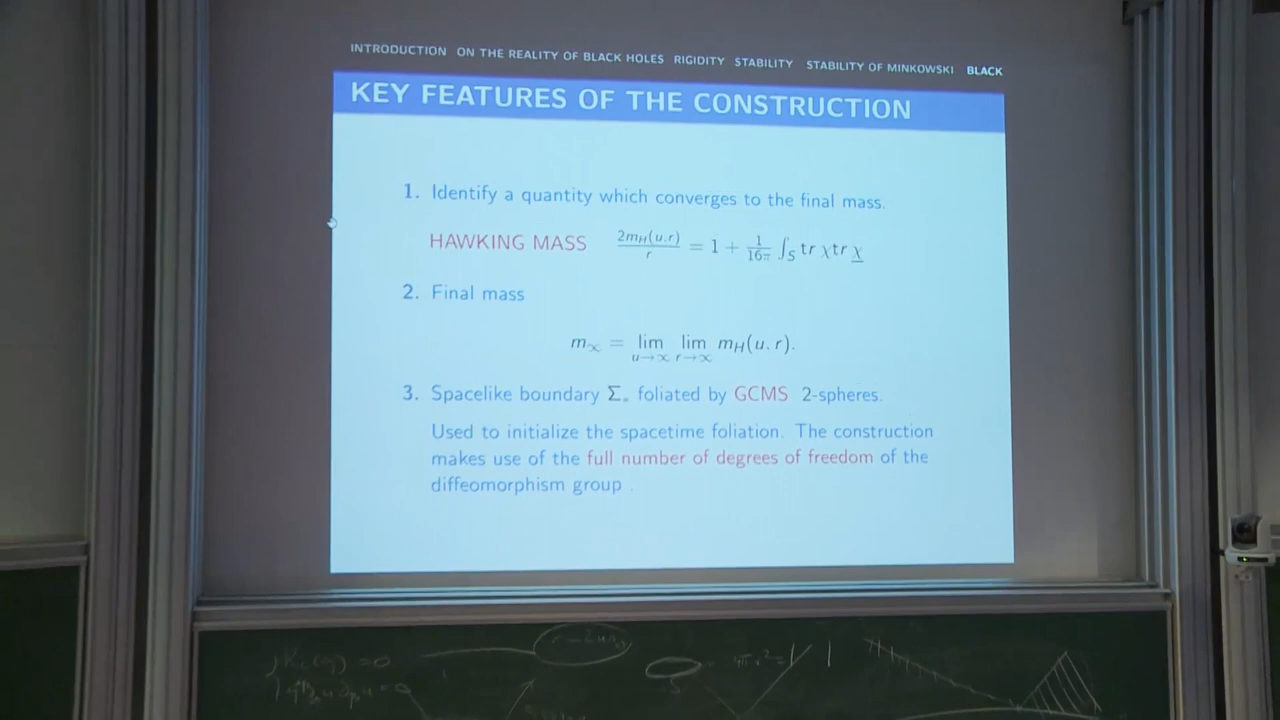 INTRODUCTION ON THE REALITY OF BLACK HOLES RIGIDITY STABILITY STABILITY OF MINKOWSKI BLACK
KEY FEATURES OF THE CONSTRUCTION
1. Identify a quantity which converges to the final mass.
HAWKING MASS 2m_H(u,r)/r = 1 + 1/16π ∫_S tr χ tr χ̲
2. Final mass
m_∞ = lim_{u→∞} lim_{r→∞} m_H(u,r).
3. Spacelike boundary Σ_* foliated by GCMS 2-spheres.
Used to initialize the spacetime foliation. The construction
makes use of the full number of degrees of freedom of the
diffeomorphism group .
S